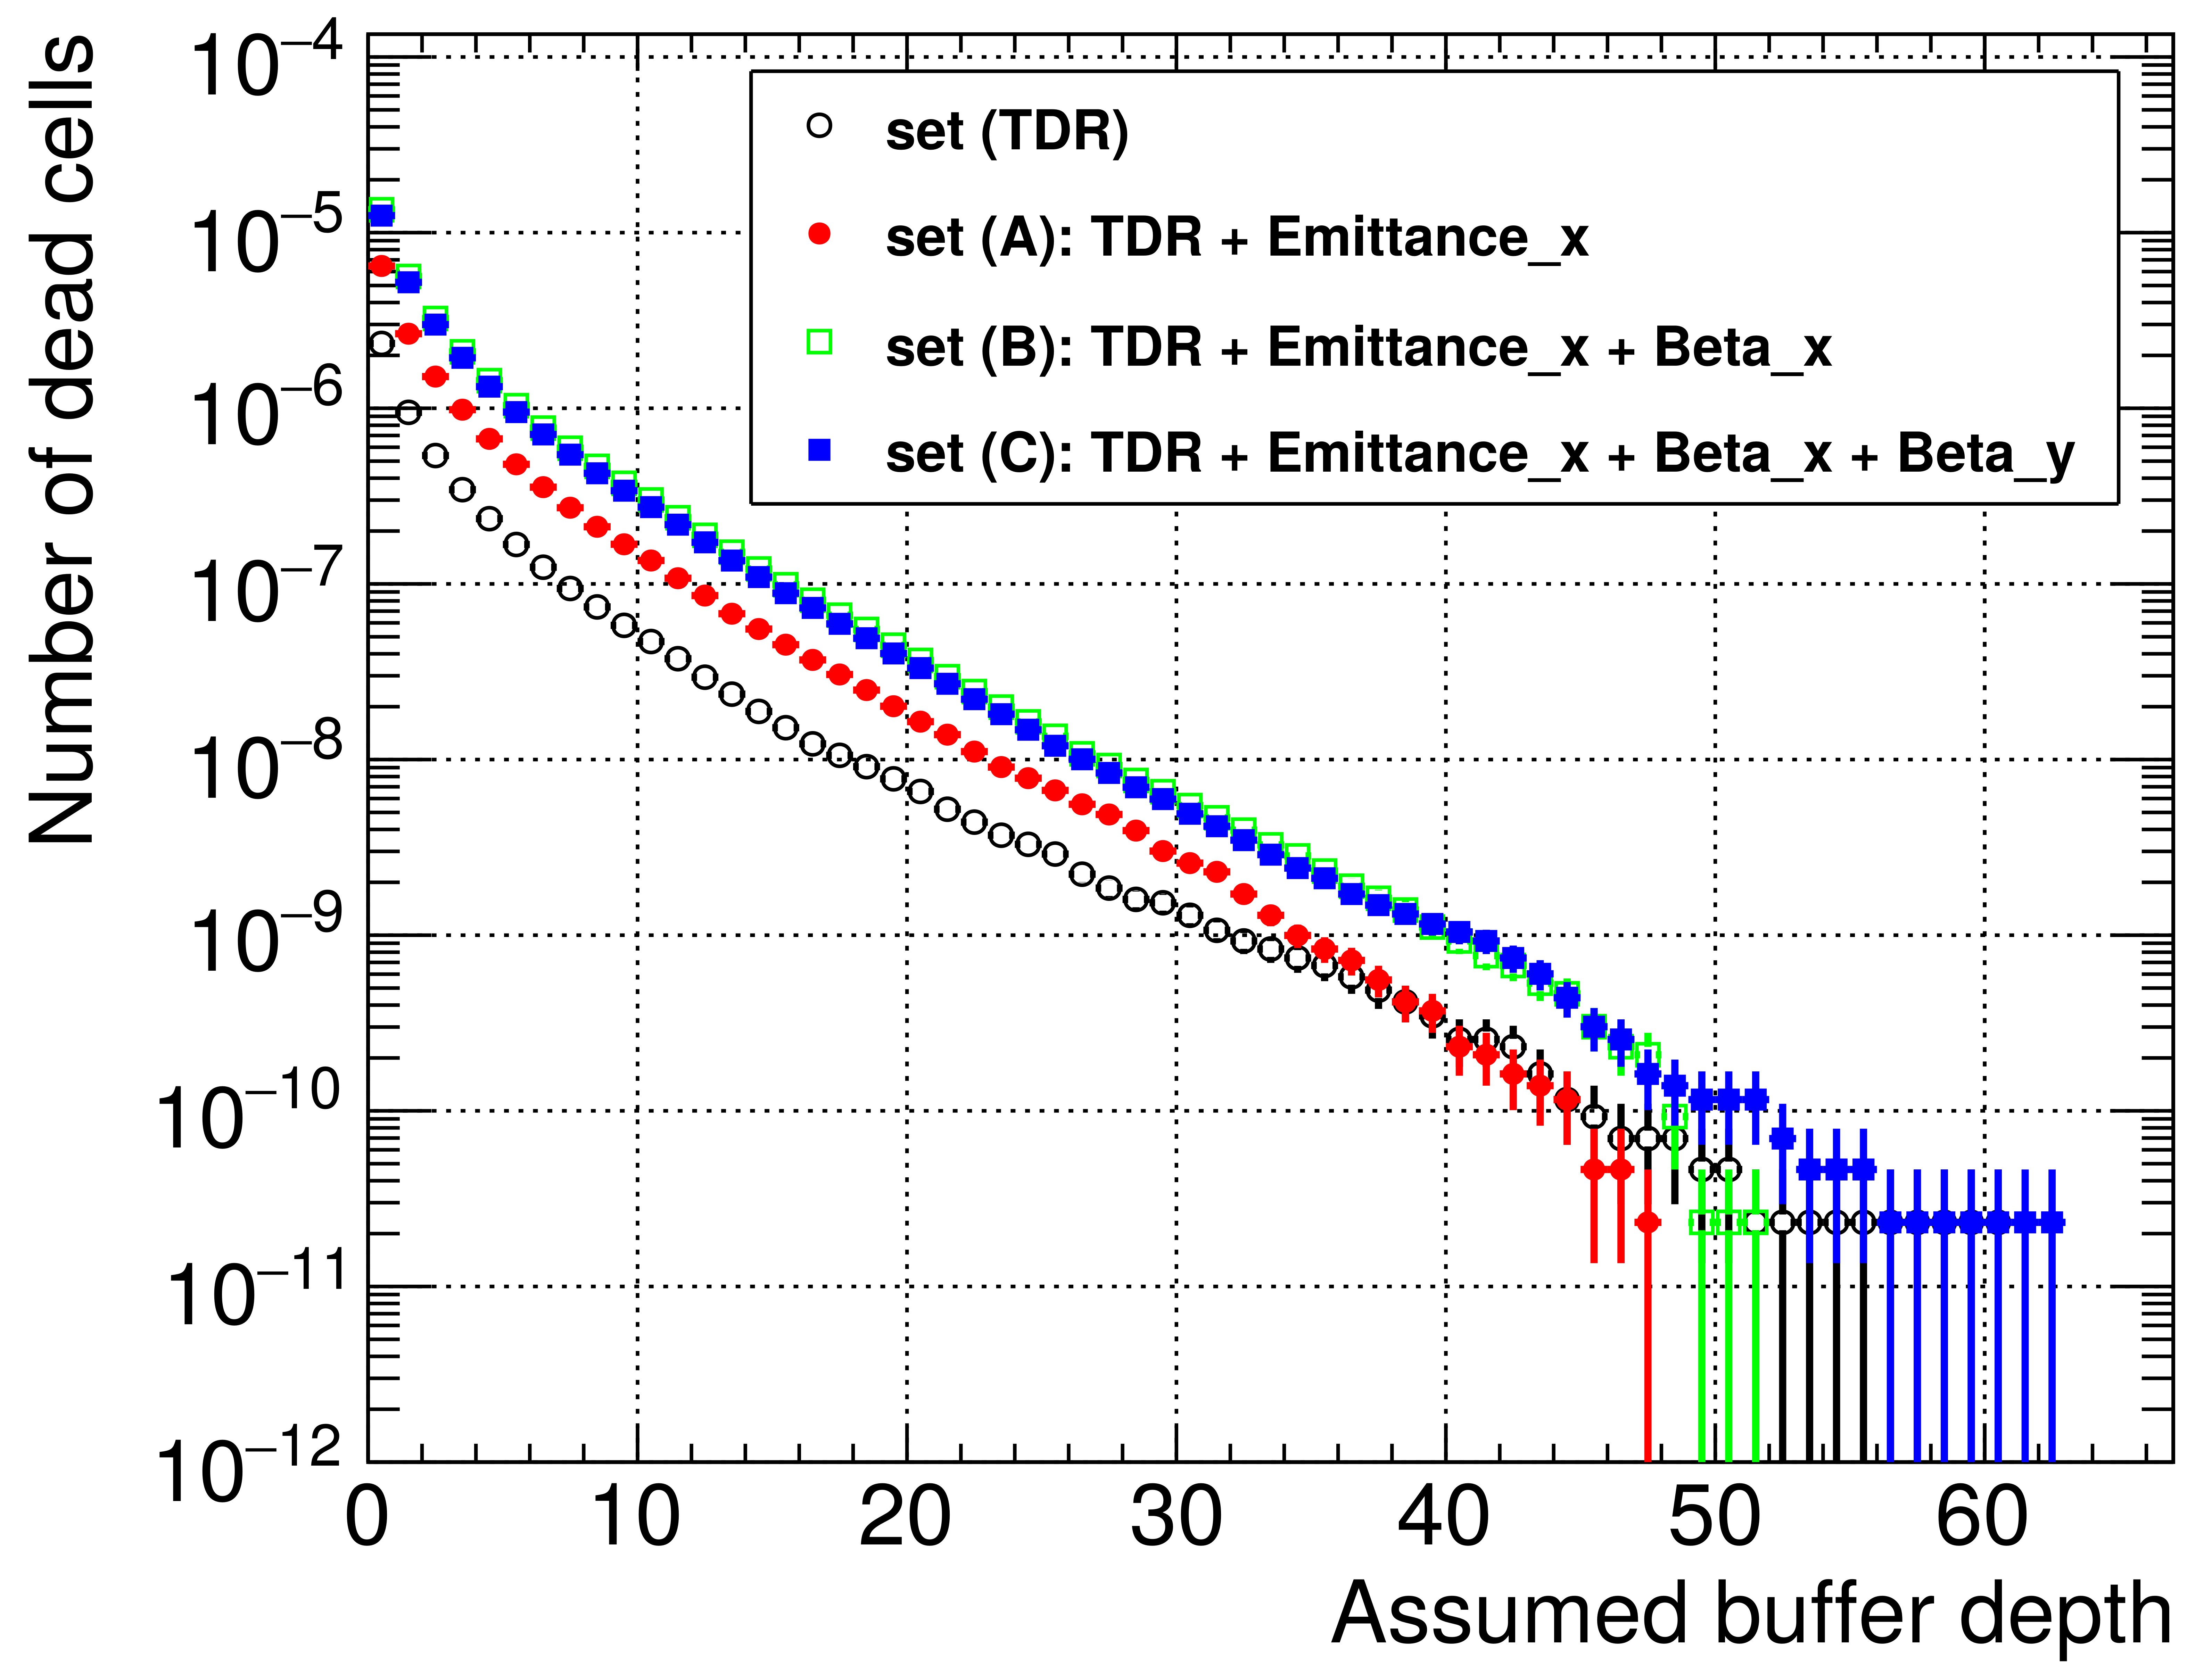 Number of dead cells
10−4
10−5
10−6
10−7
10−8
10−9
10−10
10−11
10−12
set (TDR)
set (A): TDR + Emittance_x
set (B): TDR + Emittance_x + Beta_x
set (C): TDR + Emittance_x + Beta_x + Beta_y
0 10 20 30 40 50 60
Assumed buffer depth